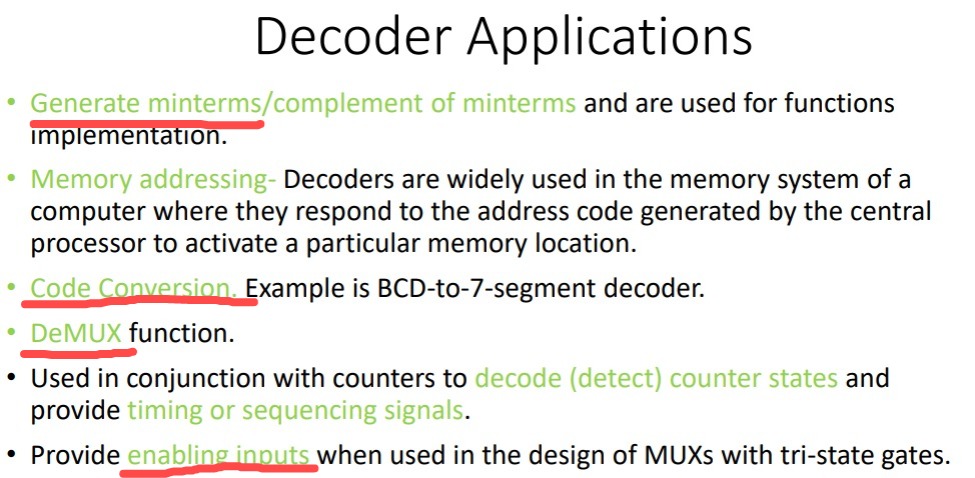 Decoder Applications
• Generate minterms/complement of minterms and are used for functions
implementation.
• Memory addressing- Decoders are widely used in the memory system of a
computer where they respond to the address code generated by the central
processor to activate a particular memory location.
• Code Conversion. Example is BCD-to-7-segment decoder.
• DeMUX function.
• Used in conjunction with counters to decode (detect) counter states and
provide timing or sequencing signals.
• Provide enabling inputs when used in the design of MUXs with tri-state gates.